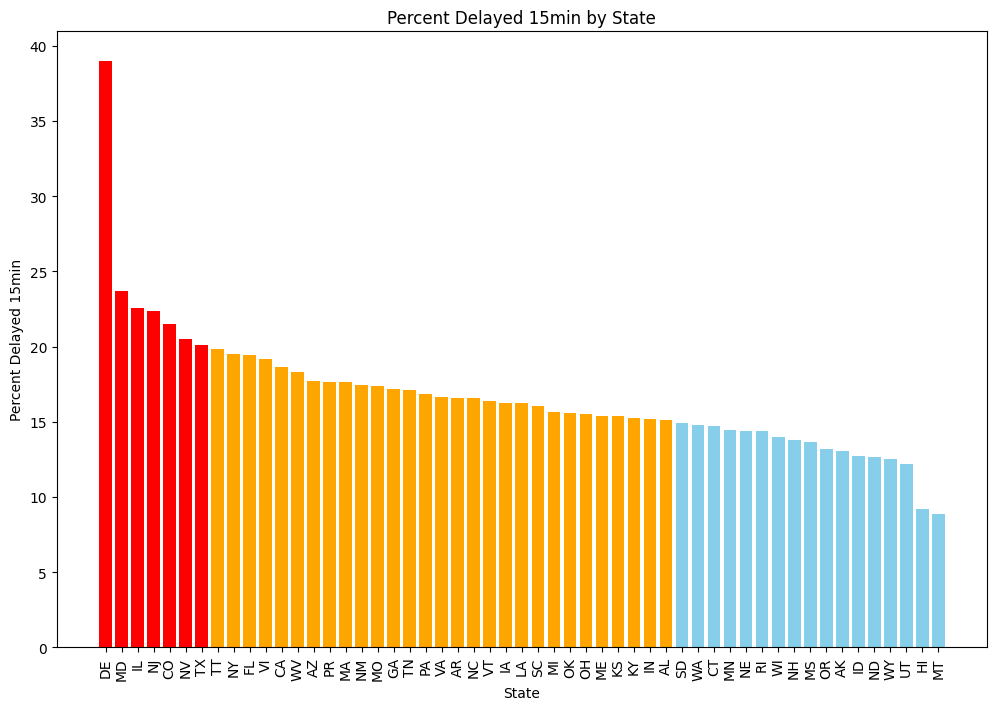 Percent Delayed 15min by State
Percent Delayed 15min
40
35
30
25
20
15
10
5
0
DE
MD
IL
NJ
CO
NV
TX
TT
NY
FL
VI
CA
WV
AZ
PR
MA
NM
MO
GA
TN
PA
VA
AR
NC
VT
IA
LA
SC
MI
OK
OH
ME
KS
KY
IN
AL
SD
WA
CT
MN
NE
RI
WI
NH
MS
OR
AK
ID
ND
WY
UT
HI
MT
State